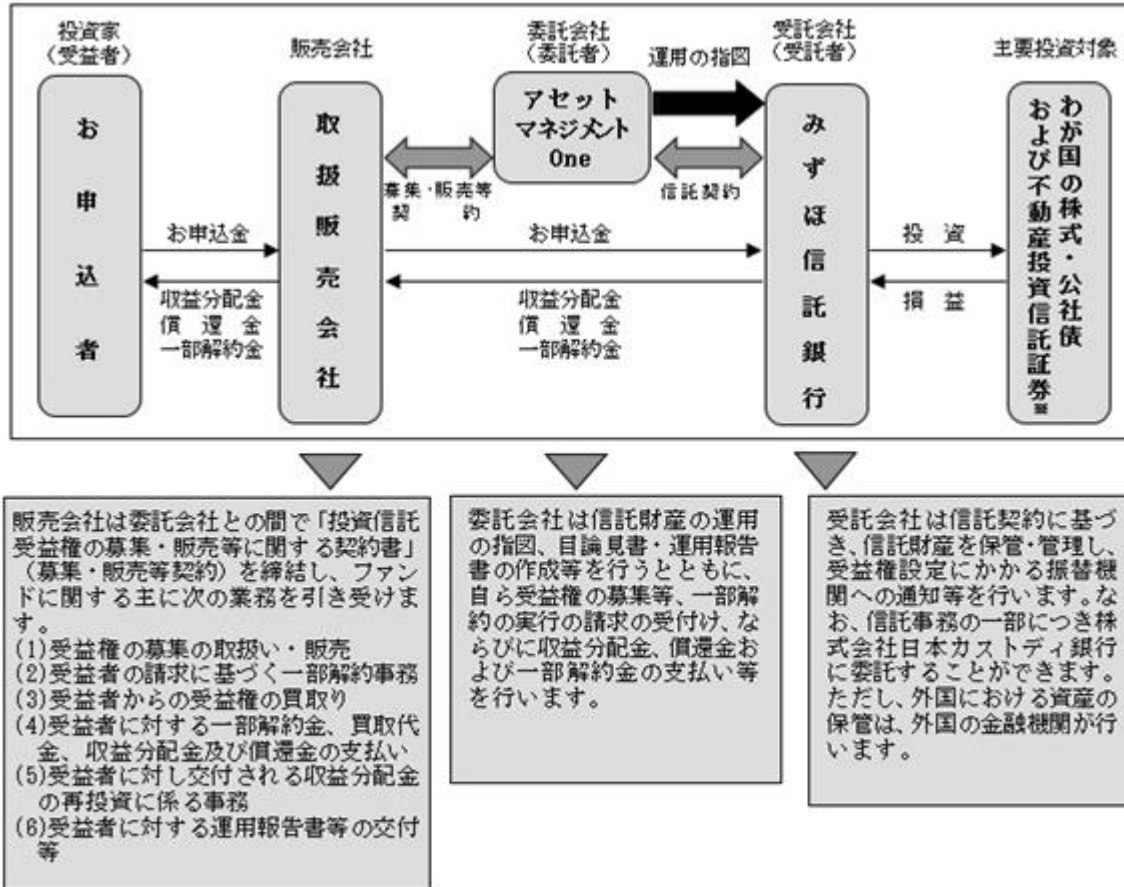 投資家
（受益者）
販売会社
委託会社
（委託者）
運用の指図
受託会社
（受託者）
主要投資対象
お申込者
取扱販売会社
アセット
マネジメント
One
みずほ信託銀行
わが国の株式・公社債
および不動産投資信託証券※
募集・販売等
契　約
信託契約
お申込金
収益分配金
償　還　金
一部解約金
お申込金
収益分配金
償　還　金
一部解約金
投　資
損　益
販売会社は委託会社との間で「投資信託
受益権の募集・販売等に関する契約書」
（募集・販売等契約）を締結し、ファン
ドに関する主に次の業務を引き受けま
す。
(1)受益権の募集の取扱い・販売
(2)受益者の請求に基づく一部解約事務
(3)受益者からの受益権の買取り
(4)受益者に対する一部解約金、買取代
金、収益分配金及び償還金の支払い
(5)受益者に対し交付される収益分配金
の再投資に係る事務
(6)受益者に対する運用報告書等の交付
等
委託会社は信託財産の運用
の指図、目論見書・運用報告
書の作成等を行うとともに、
自ら受益権の募集等、一部解
約の実行の請求の受付け、な
らびに収益分配金、償還金お
よび一部解約金の支払い等
を行います。
受託会社は信託契約に基づ
き、信託財産を保管・管理し、
受益権設定にかかる振替機
関への通知等を行います。な
お、信託事務の一部につき株
式会社日本カストディ銀行
に委託することができます。
ただし、外国における資産の
保管は、外国の金融機関が行
います。